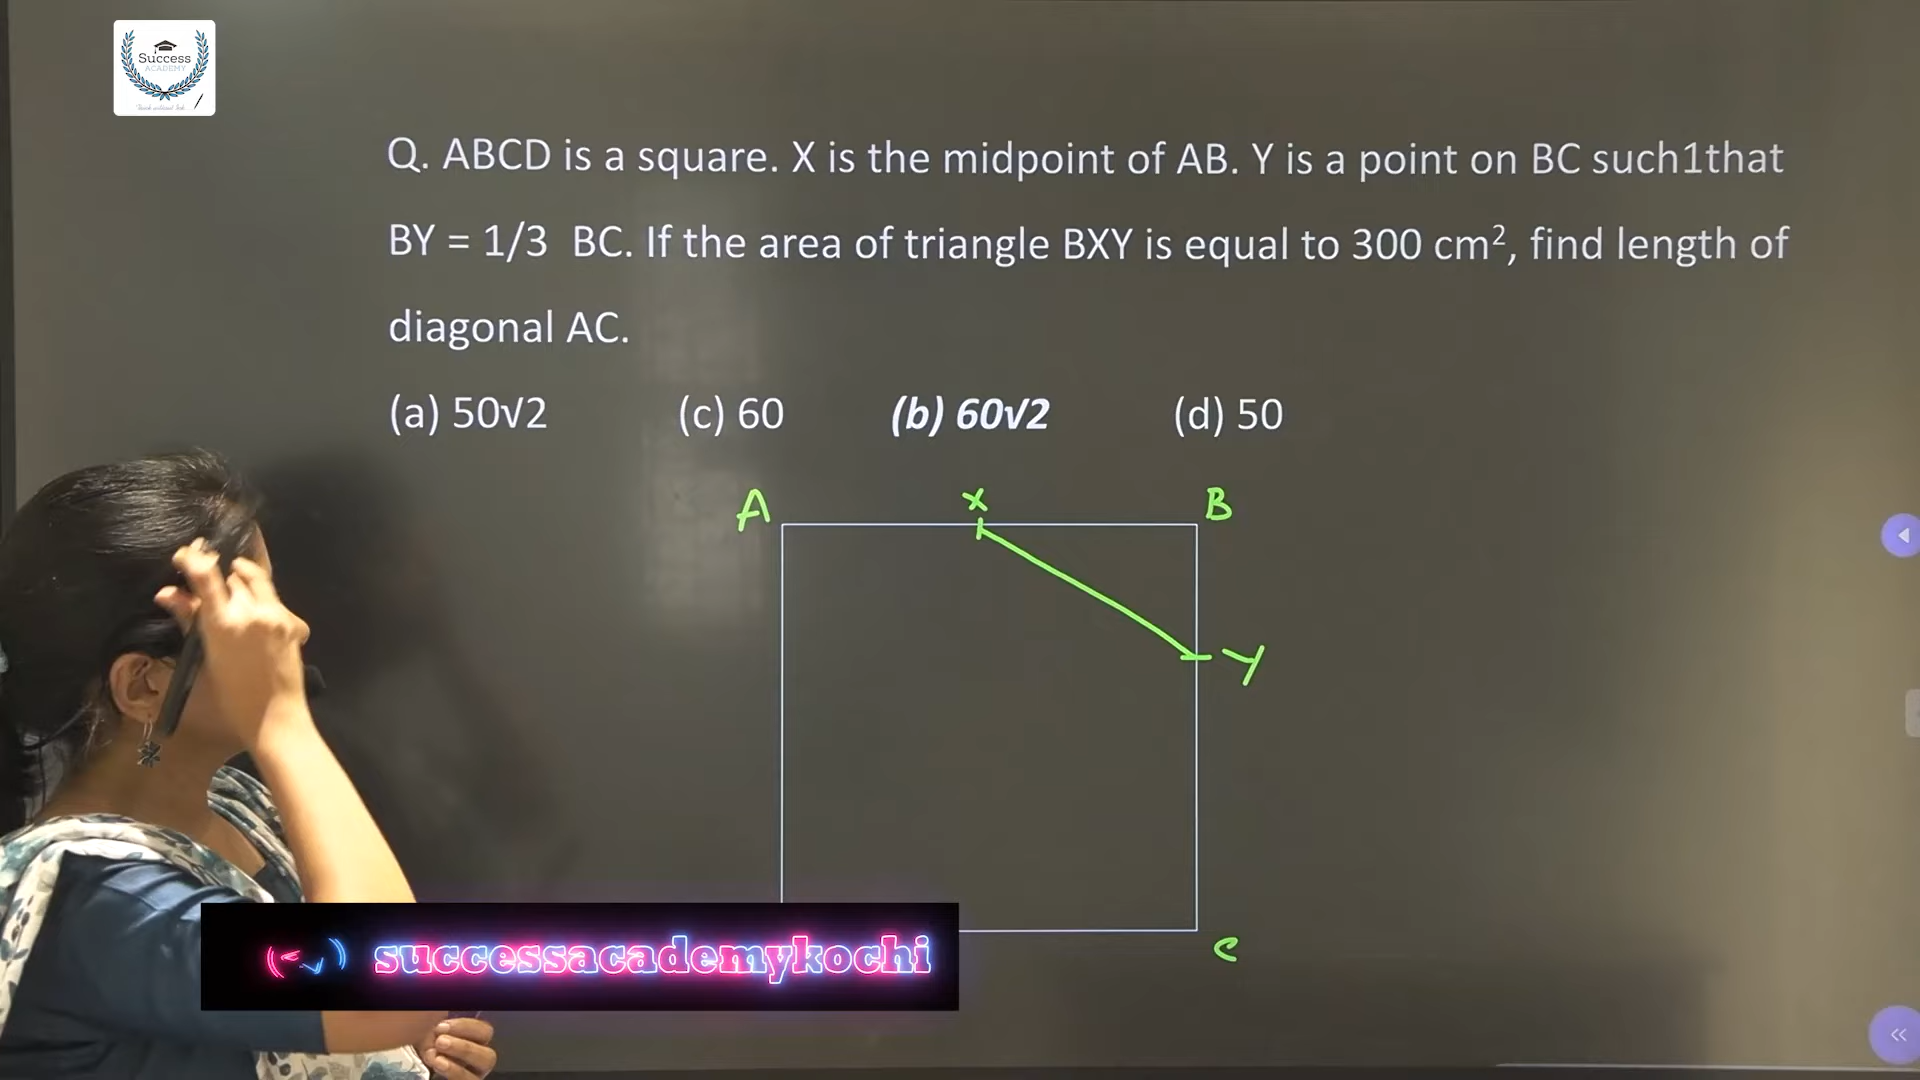 Success
ACADEMY
Q. ABCD is a square. X is the midpoint of AB. Y is a point on BC such1that
BY = 1/3 BC. If the area of triangle BXY is equal to 300 cm², find length of
diagonal AC.
(a) 50√2 (c) 60 (b) 60√2 (d) 50
A X B
Y
C
successacademykochi